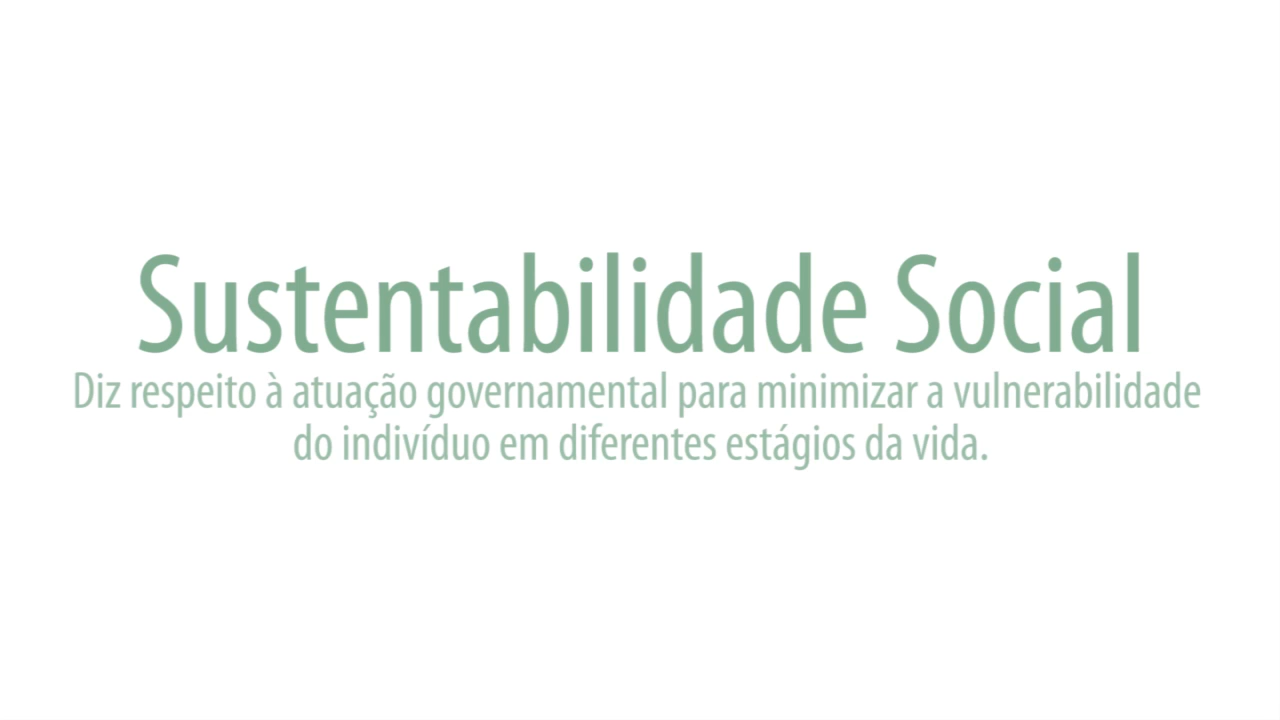 Sustentabilidade Social
Diz respeito à atuação governamental para minimizar a vulnerabilidade
do indivíduo em diferentes estágios da vida.